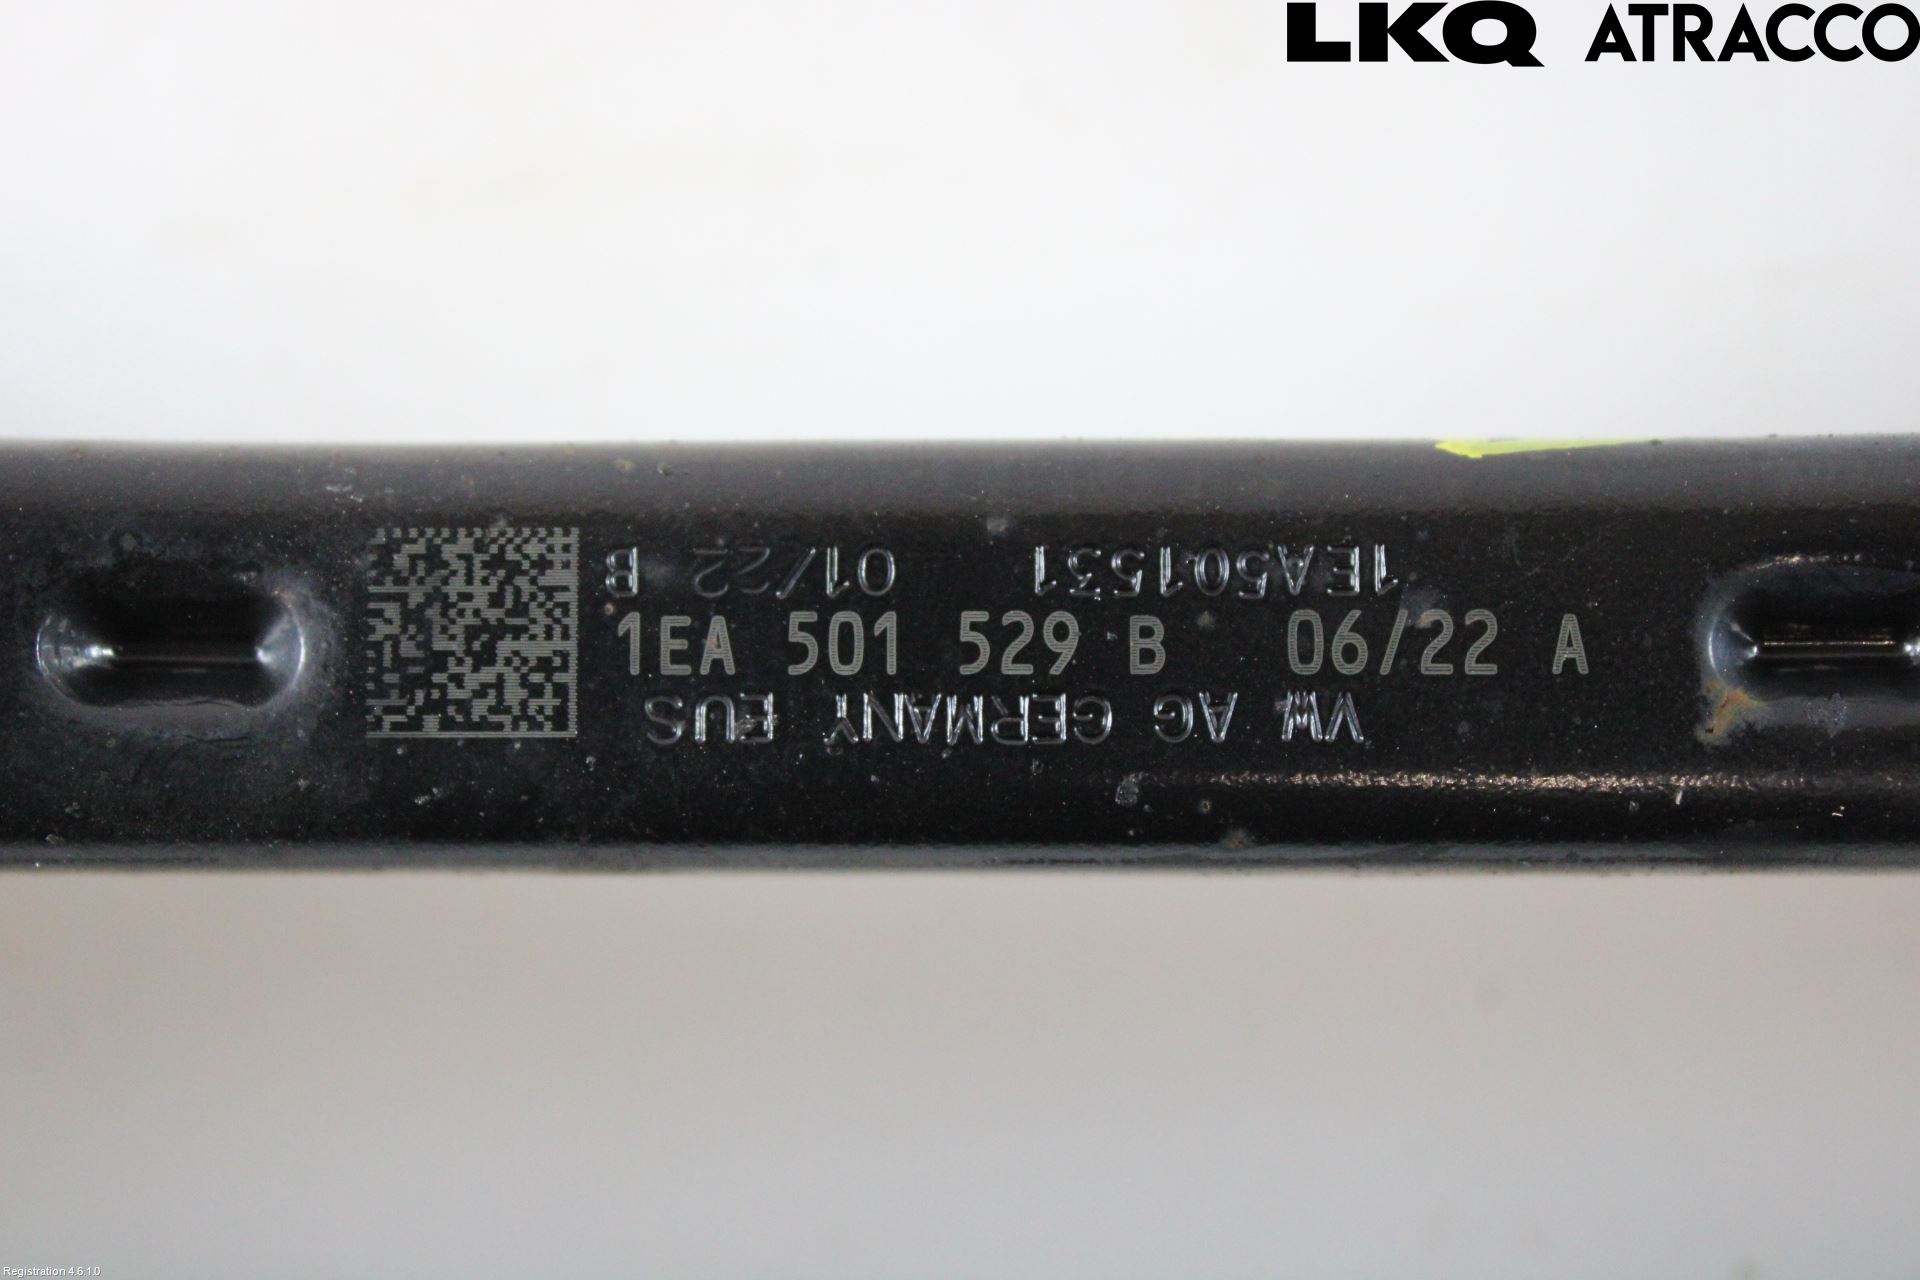 LKQ ATRACCO
1EA501531 01/22 B
1EA 501 529 B 06/22 A
VW AG GERMANY EUS
Registration 4.6.1.0